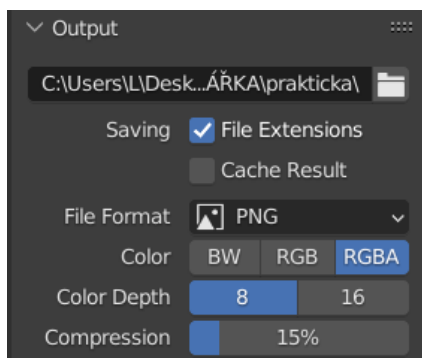 Output
C:\Users\L\Desk...ÁŘKA\prakticka\
Saving File Extensions
Cache Result
File Format PNG
Color BW RGB RGBA
Color Depth 8 16
Compression 15%